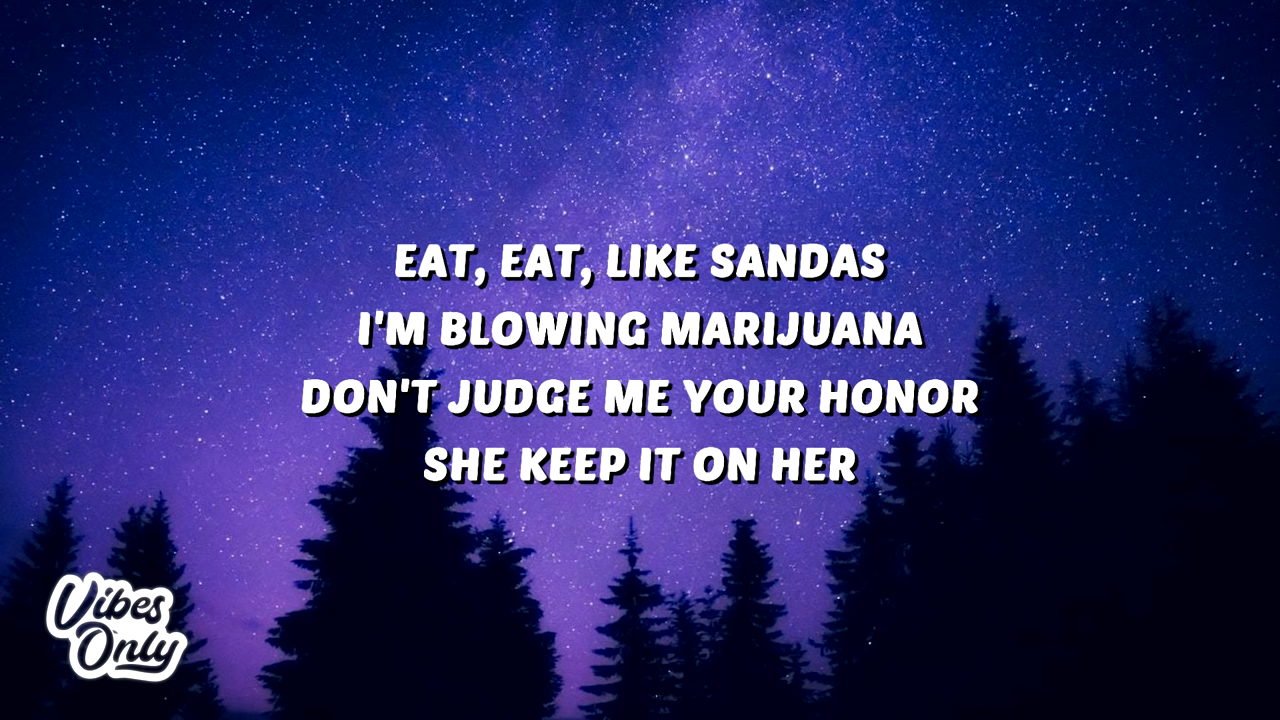 EAT, EAT, LIKE SANDAS
I'M BLOWING MARIJUANA
DON'T JUDGE ME YOUR HONOR
SHE KEEP IT ON HER
Vibes
Only